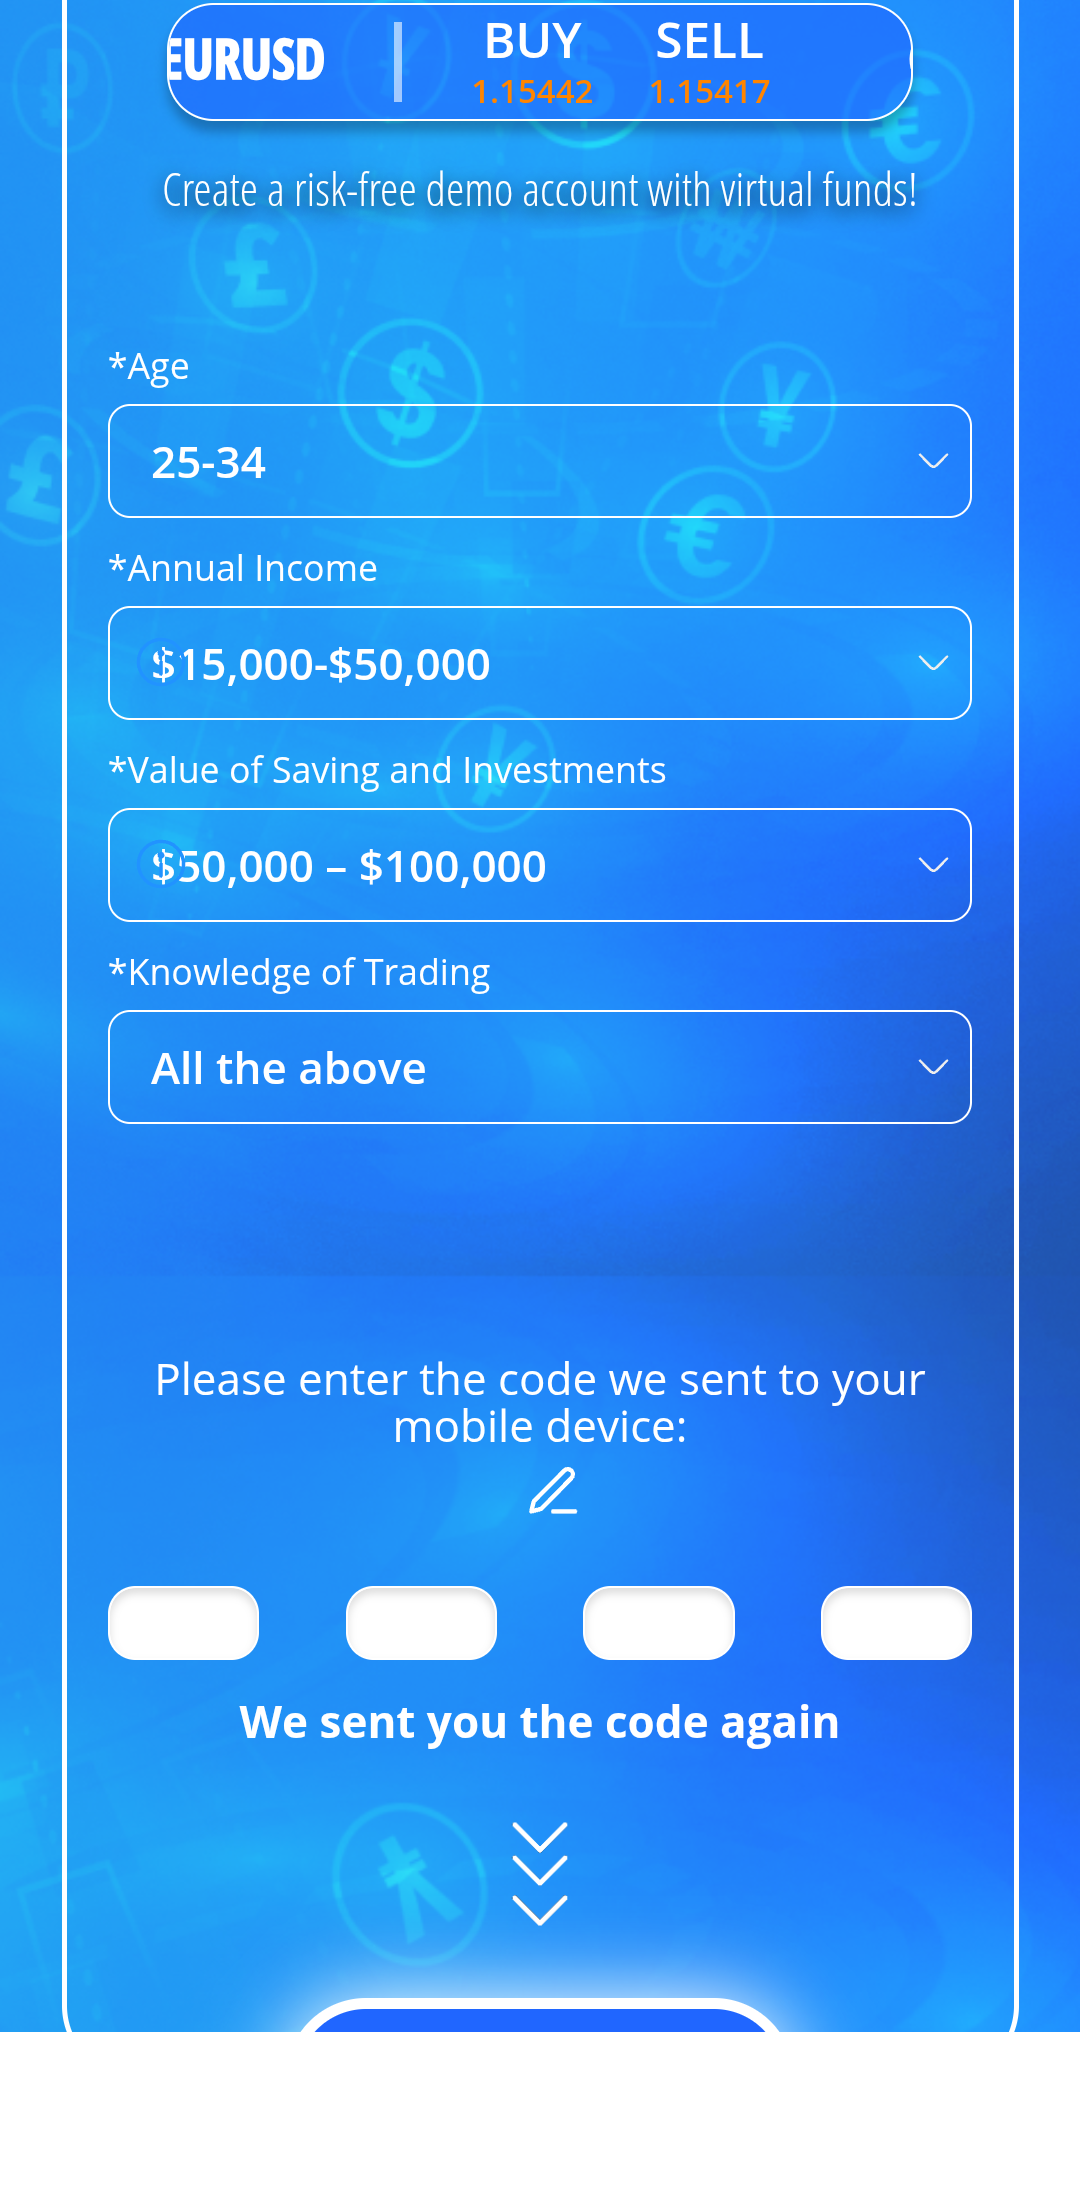 EURUSD
BUY
SELL
1.15442
1.15417
Create a risk-free demo account with virtual funds!
*Age
25-34
*Annual Income
$15,000-$50,000
*Value of Saving and Investments
$50,000 – $100,000
*Knowledge of Trading
All the above
Please enter the code we sent to your
mobile device:
We sent you the code again